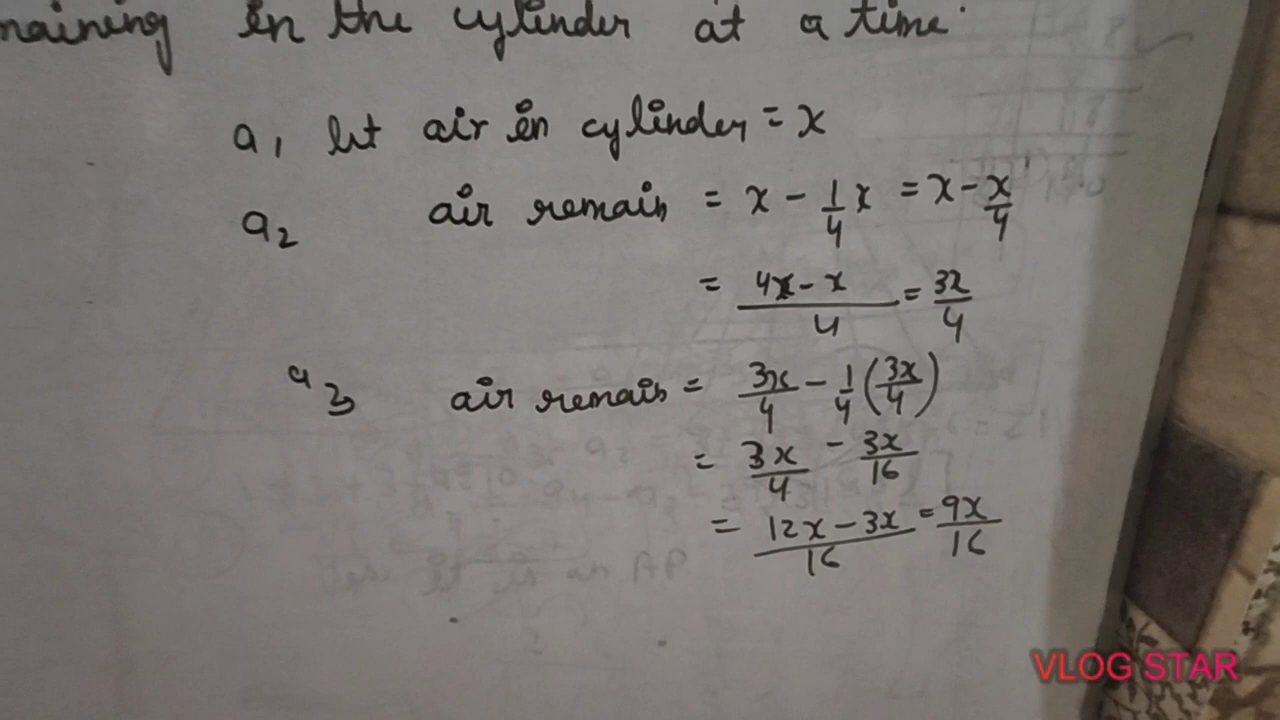 maining in the cylinder at a time.
a₁ let air in cylinder = x
a₂ air remain = x - 1/4 x = x - x/4
= (4x - x)/4 = 3x/4
a₃ air remain = 3x/4 - 1/4 (3x/4)
= 3x/4 - 3x/16
= (12x - 3x)/16 = 9x/16
VLOG STAR